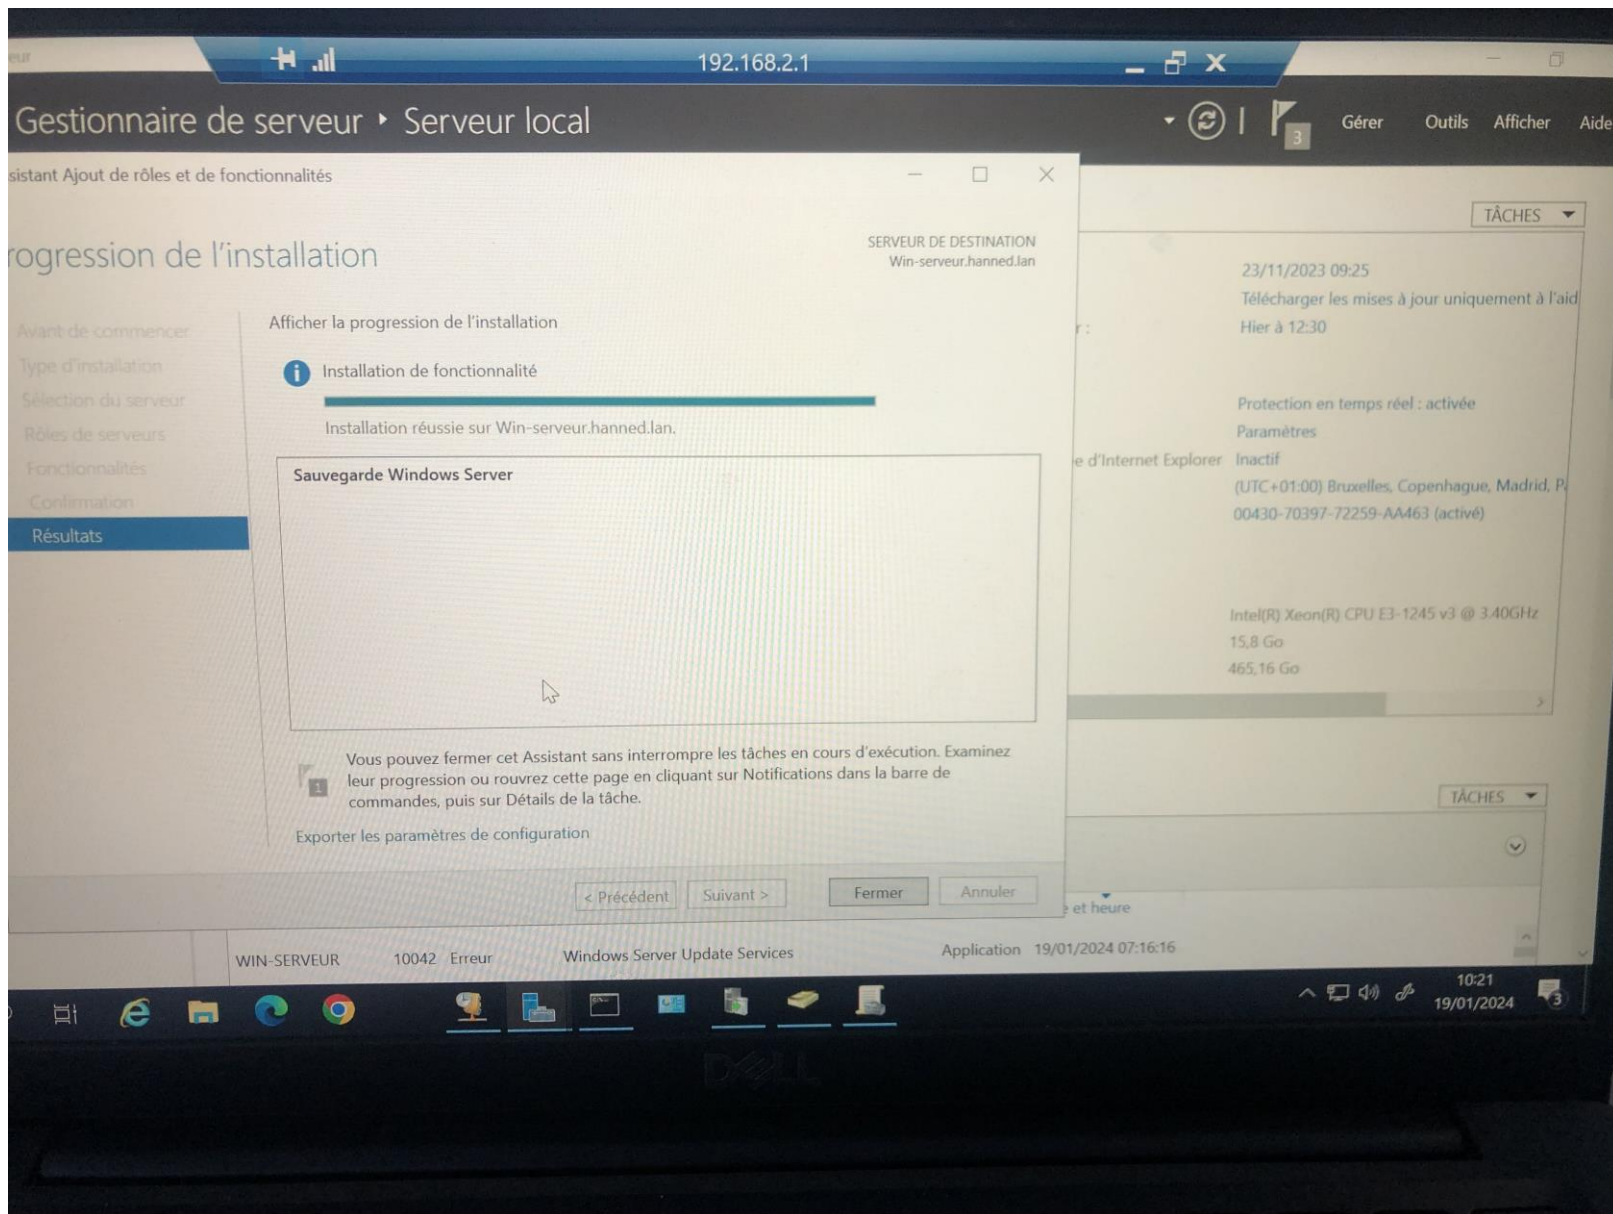 eur
192.168.2.1
Gestionnaire de serveur ‣ Serveur local
3
Gérer
Outils
Afficher
Aide
sistant Ajout de rôles et de fonctionnalités
TÂCHES
rogression de l'installation
SERVEUR DE DESTINATION
Win-serveur.hanned.lan
Avant de commencer
Type d'installation
Sélection du serveur
Rôles de serveurs
Fonctionnalités
Confirmation
Résultats
Afficher la progression de l'installation
Installation de fonctionnalité
Installation réussie sur Win-serveur.hanned.lan.
Sauvegarde Windows Server
Vous pouvez fermer cet Assistant sans interrompre les tâches en cours d'exécution. Examinez
leur progression ou rouvrez cette page en cliquant sur Notifications dans la barre de
commandes, puis sur Détails de la tâche.
1
Exporter les paramètres de configuration
< Précédent
Suivant >
Fermer
Annuler
23/11/2023 09:25
Télécharger les mises à jour uniquement à l'aid
r :
Hier à 12:30
Protection en temps réel : activée
Paramètres
e d'Internet Explorer Inactif
(UTC+01:00) Bruxelles, Copenhague, Madrid, P
00430-70397-72259-AA463 (activé)
Intel(R) Xeon(R) CPU E3-1245 v3 @ 3.40GHz
15,8 Go
465,16 Go
TÂCHES
e et heure
WIN-SERVEUR 10042 Erreur Windows Server Update Services Application 19/01/2024 07:16:16
10:21
19/01/2024
3
DELL